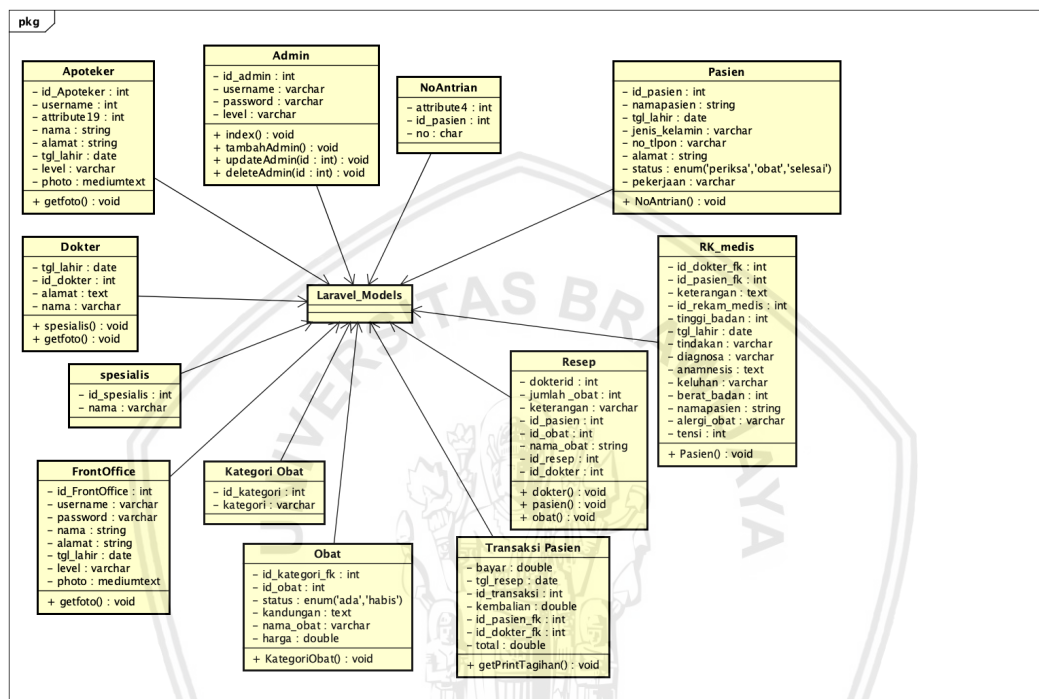 pkg
Apoteker
- id_Apoteker : int
- username : int
- attribute19 : int
- nama : string
- alamat : string
- tgl_lahir : date
- level : varchar
- photo : mediumtext
+ getfoto() : void
Admin
- id_admin : int
- username : varchar
- password : varchar
- level : varchar
+ index() : void
+ tambahAdmin() : void
+ updateAdmin(id : int) : void
+ deleteAdmin(id : int) : void
NoAntrian
- attribute4 : int
- id_pasien : int
- no : char
Pasien
- id_pasien : int
- namapasien : string
- tgl_lahir : date
- jenis_kelamin : varchar
- no_tlpon : varchar
- alamat : string
- status : enum('periksa','obat','selesai')
- pekerjaan : varchar
+ NoAntrian() : void
Dokter
- tgl_lahir : date
- id_dokter : int
- alamat : text
- nama : varchar
+ spesialis() : void
+ getfoto() : void
Laravel_Models
RK_medis
- id_dokter_fk : int
- id_pasien_fk : int
- keterangan : text
- id_rekam_medis : int
- tinggi_badan : int
- tgl_lahir : date
- tindakan : varchar
- diagnosa : varchar
- anamnesis : text
- keluhan : varchar
- berat_badan : int
- namapasien : string
- alergi_obat : varchar
- tensi : int
+ Pasien() : void
spesialis
- id_spesialis : int
- nama : varchar
Resep
- dokterid : int
- jumlah _obat : int
- keterangan : varchar
- id_pasien : int
- id_obat : int
- nama_obat : string
- id_resep : int
- id_dokter : int
+ dokter() : void
+ pasien() : void
+ obat() : void
FrontOffice
- id_FrontOffice : int
- username : varchar
- password : varchar
- nama : string
- alamat : string
- tgl_lahir : date
- level : varchar
- photo : mediumtext
+ getfoto() : void
Kategori Obat
- id_kategori : int
- kategori : varchar
Obat
- id_kategori_fk : int
- id_obat : int
- status : enum('ada','habis')
- kandungan : text
- nama_obat : varchar
- harga : double
+ KategoriObat() : void
Transaksi Pasien
- bayar : double
- tgl_resep : date
- id_transaksi : int
- kembalian : double
- id_pasien_fk : int
- id_dokter_fk : int
- total : double
+ getPrintTagihan() : void